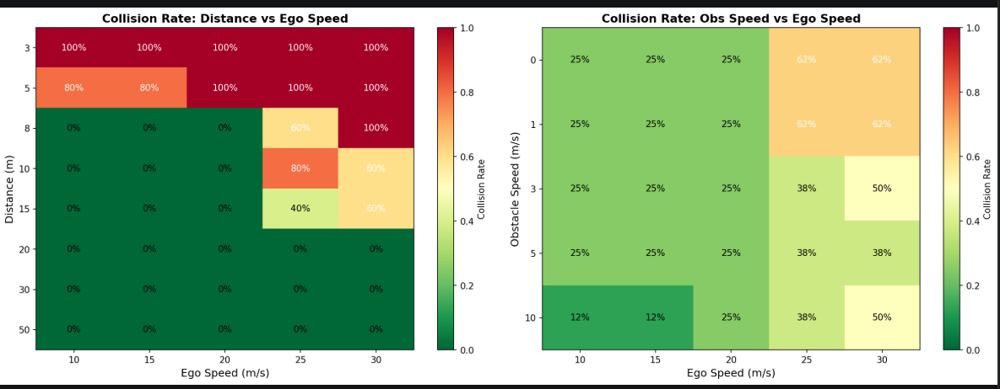 Collision Rate: Distance vs Ego Speed
3 100% 100% 100% 100% 100%
5 80% 80% 100% 100% 100%
8 0% 0% 0% 60% 100%
10 0% 0% 0% 80% 60%
15 0% 0% 0% 40% 60%
20 0% 0% 0% 0% 0%
30 0% 0% 0% 0% 0%
50 0% 0% 0% 0% 0%
10 15 20 25 30
Distance (m)
Ego Speed (m/s)
1.0
0.8
0.6
0.4
0.2
0.0
Collision Rate
Collision Rate: Obs Speed vs Ego Speed
0 25% 25% 25% 62% 62%
1 25% 25% 25% 62% 62%
3 25% 25% 25% 38% 50%
5 25% 25% 25% 38% 38%
10 12% 12% 25% 38% 50%
10 15 20 25 30
Obstacle Speed (m/s)
Ego Speed (m/s)
1.0
0.8
0.6
0.4
0.2
0.0
Collision Rate